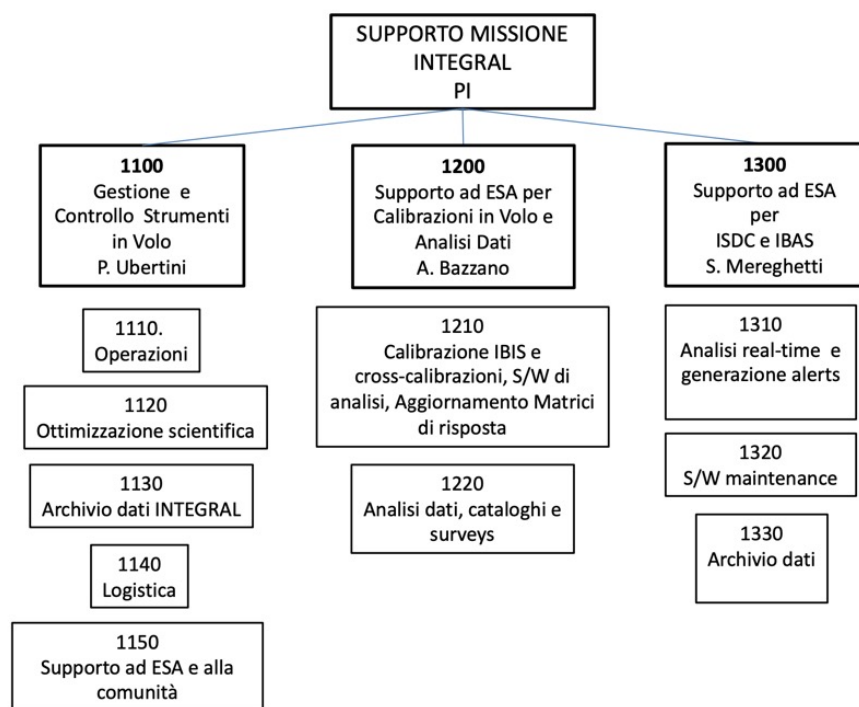 SUPPORTO MISSIONE
INTEGRAL
PI
1100
Gestione e
Controllo Strumenti
in Volo
P. Ubertini
1110.
Operazioni
1120
Ottimizzazione scientifica
1130
Archivio dati INTEGRAL
1140
Logistica
1150
Supporto ad ESA e alla
comunità
1200
Supporto ad ESA per
Calibrazioni in Volo e
Analisi Dati
A. Bazzano
1210
Calibrazione IBIS e
cross-calibrazioni, S/W di
analisi, Aggiornamento Matrici
di risposta
1220
Analisi dati, cataloghi e
surveys
1300
Supporto ad ESA
per
ISDC e IBAS
S. Mereghetti
1310
Analisi real-time e
generazione alerts
1320
S/W maintenance
1330
Archivio dati